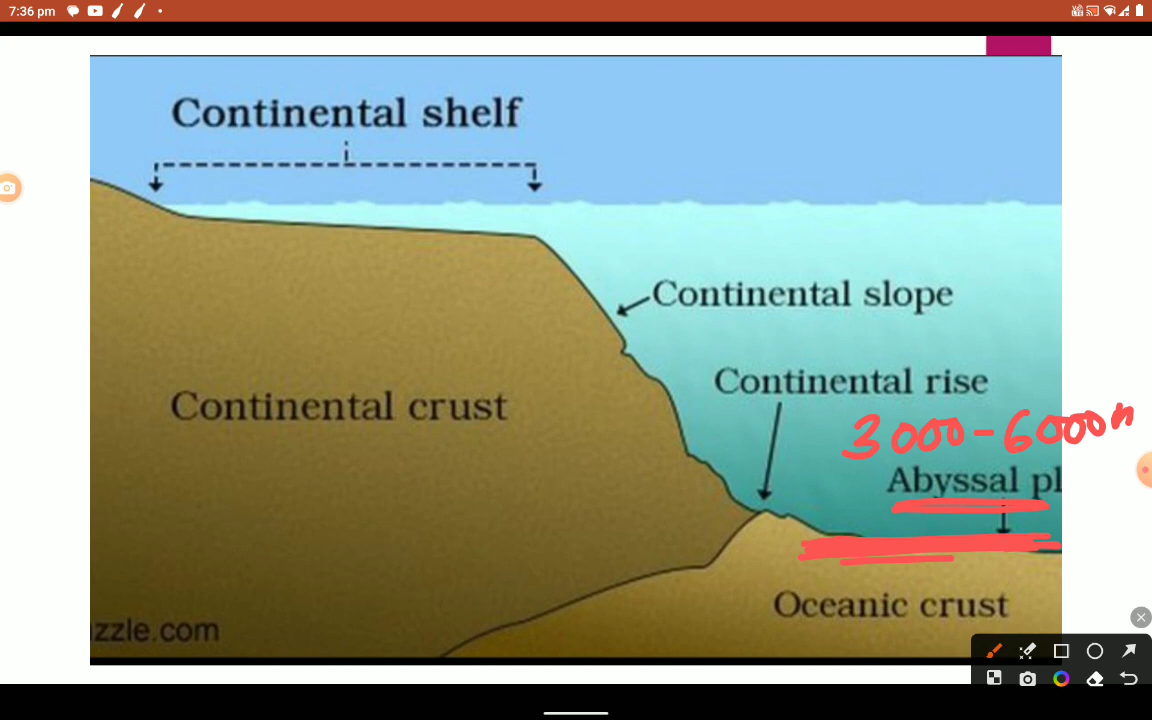 7:36 pm
Continental shelf
Continental slope
Continental rise
Continental crust
3000-6000m
Abyssal pl
Oceanic crust
zzle.com